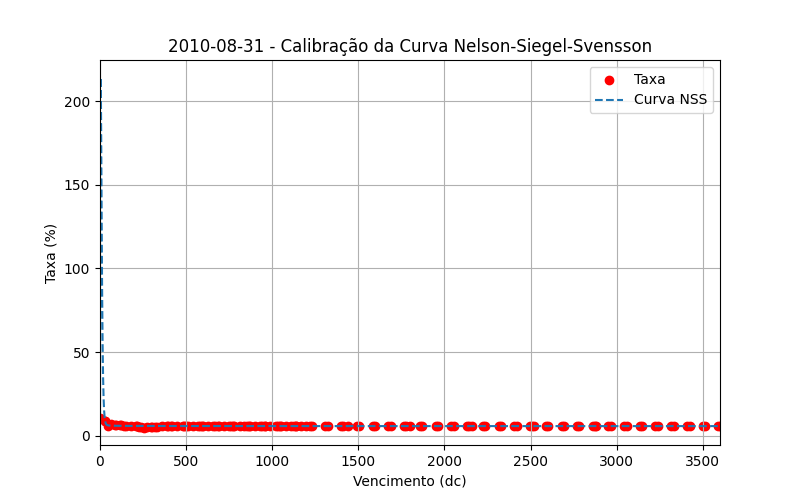 2010-08-31 - Calibração da Curva Nelson-Siegel-Svensson
Taxa
Curva NSS
200
150
100
50
0
Taxa (%)
0 500 1000 1500 2000 2500 3000 3500
Vencimento (dc)